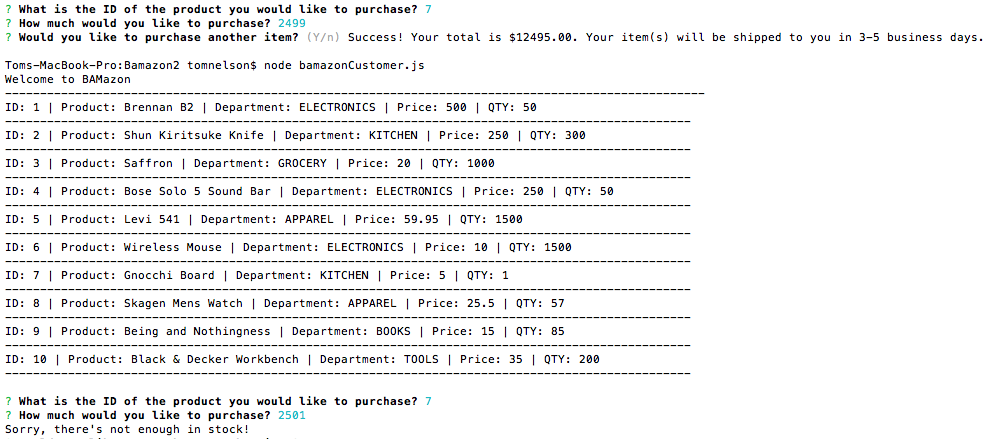 ? What is the ID of the product you would like to purchase? 7
? How much would you like to purchase? 2499
? Would you like to purchase another item? (Y/n) Success! Your total is $12495.00. Your item(s) will be shipped to you in 3-5 business days.
Toms-MacBook-Pro:Bamazon2 tomnelson$ node bamazonCustomer.js
Welcome to BAMazon
ID: 1 | Product: Brennan B2 | Department: ELECTRONICS | Price: 500 | QTY: 50
ID: 2 | Product: Shun Kiritsuke Knife | Department: KITCHEN | Price: 250 | QTY: 300
ID: 3 | Product: Saffron | Department: GROCERY | Price: 20 | QTY: 1000
ID: 4 | Product: Bose Solo 5 Sound Bar | Department: ELECTRONICS | Price: 250 | QTY: 50
ID: 5 | Product: Levi 541 | Department: APPAREL | Price: 59.95 | QTY: 1500
ID: 6 | Product: Wireless Mouse | Department: ELECTRONICS | Price: 10 | QTY: 1500
ID: 7 | Product: Gnocchi Board | Department: KITCHEN | Price: 5 | QTY: 1
ID: 8 | Product: Skagen Mens Watch | Department: APPAREL | Price: 25.5 | QTY: 57
ID: 9 | Product: Being and Nothingness | Department: BOOKS | Price: 15 | QTY: 85
ID: 10 | Product: Black & Decker Workbench | Department: TOOLS | Price: 35 | QTY: 200
? What is the ID of the product you would like to purchase? 7
? How much would you like to purchase? 2501
Sorry, there's not enough in stock!